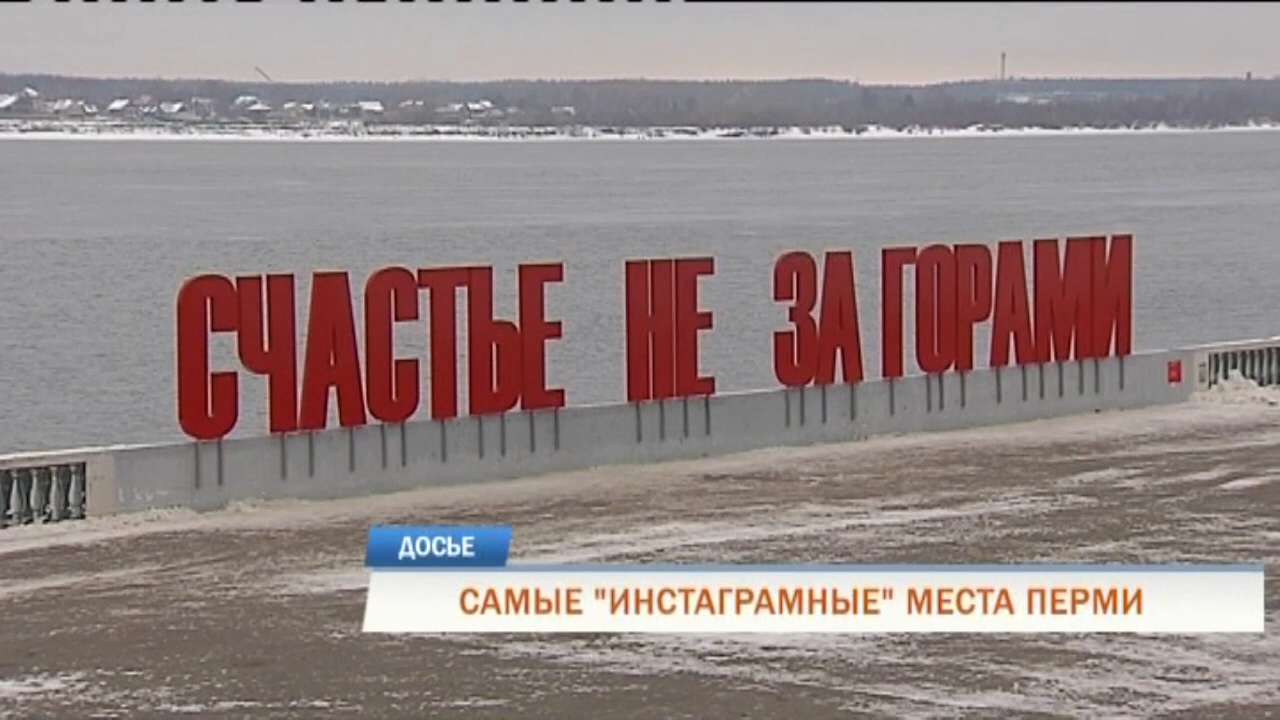 СЧАСТЬЕ НЕ ЗА ГОРАМИ
ДОСЬЕ
САМЫЕ "ИНСТАГРАМНЫЕ" МЕСТА ПЕРМИ